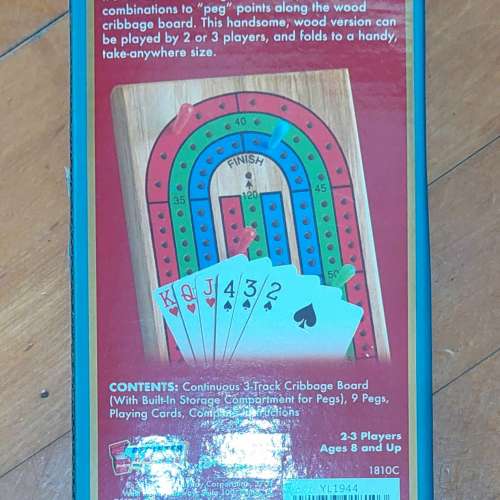 combinations to "peg" points along the wood
cribbage board. This handsome, wood version can
be played by 2 or 3 players, and folds to a handy,
take-anywhere size.
40
FINISH
120
35
45
50
K Q J 4 3 2
CONTENTS: Continuous 3-Track Cribbage Board
(With Built-In Storage Compartment for Pegs), 9 Pegs,
Playing Cards, Complete Instructions
2-3 Players
Ages 8 and Up
1810C
YL1944